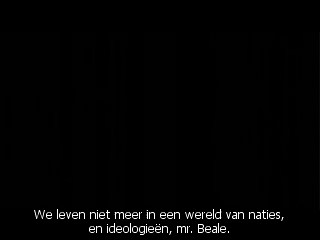 We leven niet meer in een wereld van naties,
en ideologieën, mr. Beale.